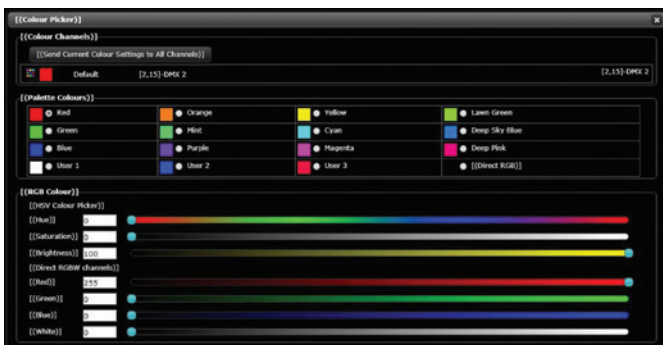 [(Colour Picker)]
[(Colour Channels)]
[(Send Current Colour Settings to All Channels)]
Default [2,15]-DMX 2 [2,15]-DMX 2
[(Palette Colours)]
Red Orange Yellow Lawn Green
Green Mint Cyan Deep Sky Blue
Blue Purple Magenta Deep Pink
User 1 User 2 User 3 [(Direct RGB)]
[(RGB Colour)]
[(HSV Colour Picker)]
[(Hue)] 0
[(Saturation)] 0
[(Brightness)] 100
[(Direct RGBW channels)]
[(Red)] 255
[(Green)] 0
[(Blue)] 0
[(White)] 0